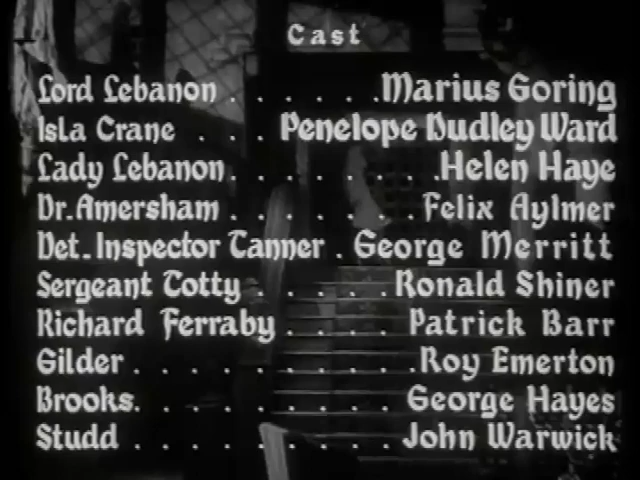 Cast
Lord Lebanon . . . . . . Marius Goring
Isla Crane . . . Penelope Dudley Ward
Lady Lebanon . . . . . . . . Helen Haye
Dr. Amersham . . . . . . . Felix Aylmer
Det. Inspector Tanner . George Merritt
Sergeant Totty . . . . . Ronald Shiner
Richard Ferraby . . . . Patrick Barr
Gilder . . . . . . . . . . Roy Emerton
Brooks. . . . . . . . . . George Hayes
Studd . . . . . . . . . John Warwick